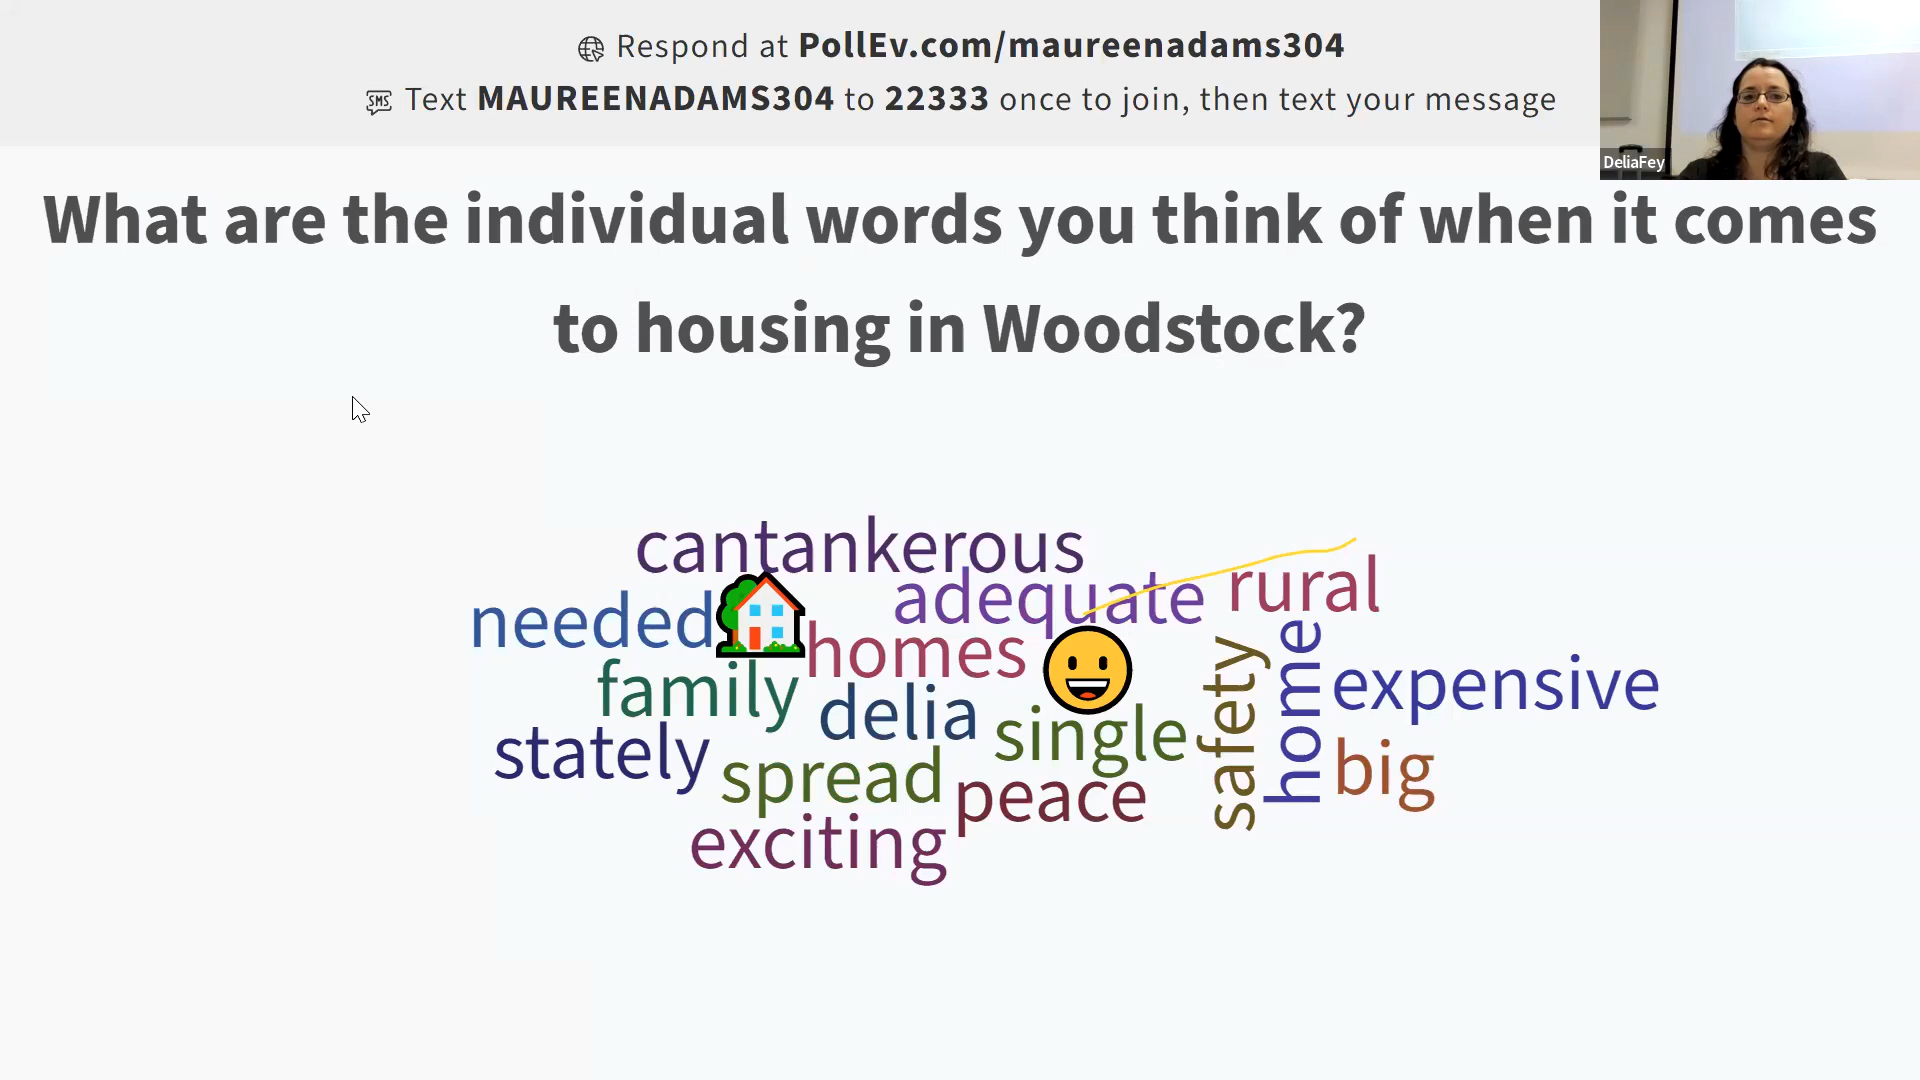 Respond at PollEv.com/maureenadams304
SMS Text MAUREENADAMS304 to 22333 once to join, then text your message
DeliaFey
What are the individual words you think of when it comes
to housing in Woodstock?
cantankerous
adequate
rural
needed
homes
family
delia
single
safety
home
expensive
stately
spread
peace
big
exciting